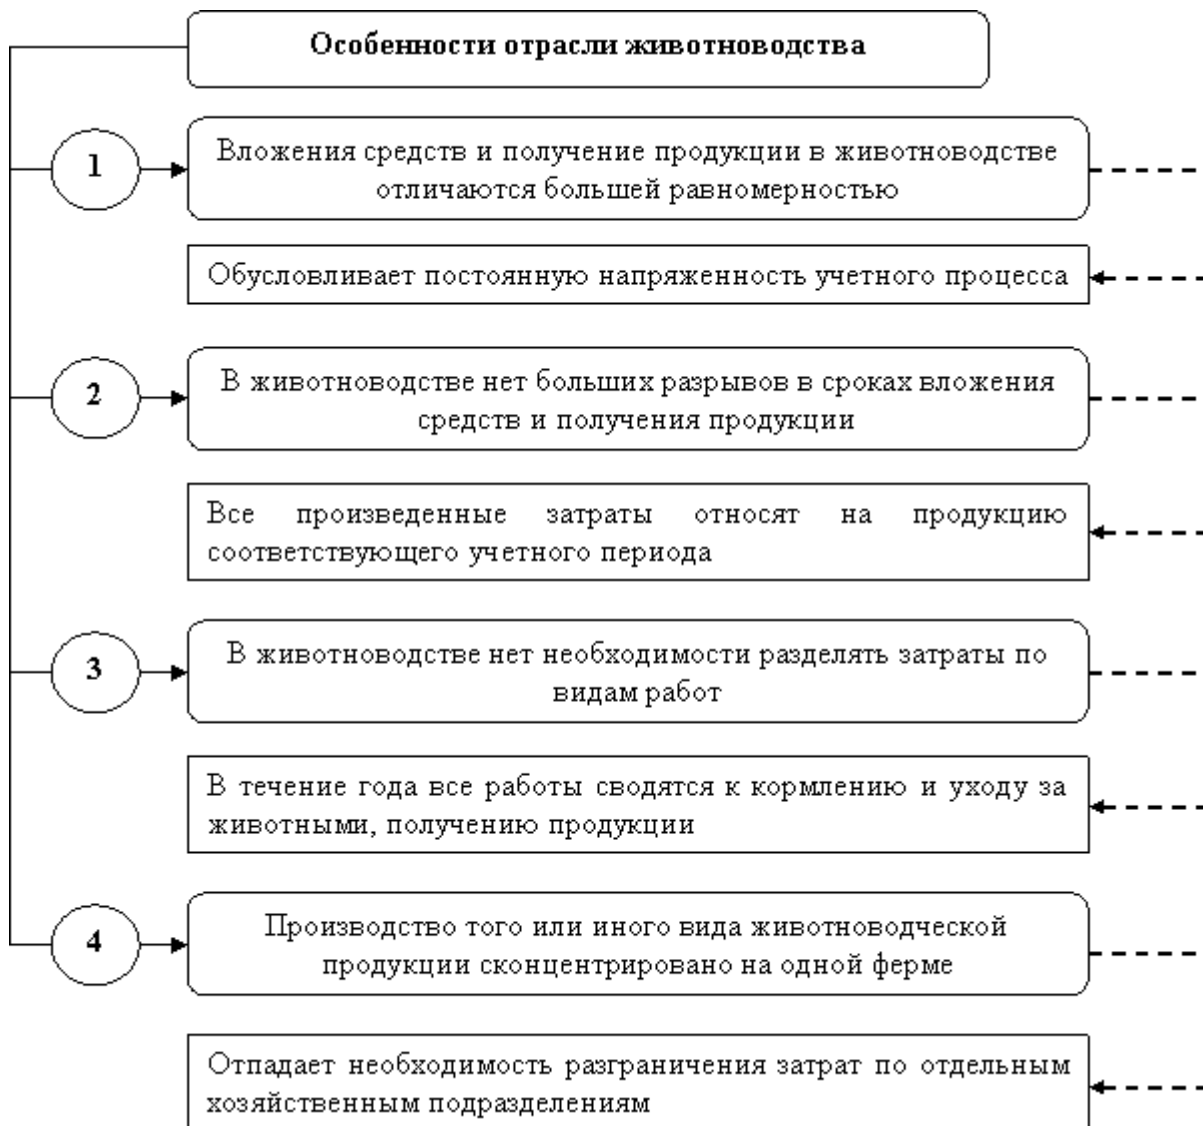 Особенности отрасли животноводства
1
Вложения средств и получение продукции в животноводстве
отличаются большей равномерностью
Обусловливает постоянную напряженность учетного процесса
2
В животноводстве нет больших разрывов в сроках вложения
средств и получения продукции
Все произведенные затраты относят на продукцию
соответствующего учетного периода
3
В животноводстве нет необходимости разделять затраты по
видам работ
В течение года все работы сводятся к кормлению и уходу за
животными, получению продукции
4
Производство того или иного вида животноводческой
продукции сконцентрировано на одной ферме
Отпадает необходимость разграничения затрат по отдельным
хозяйственным подразделениям